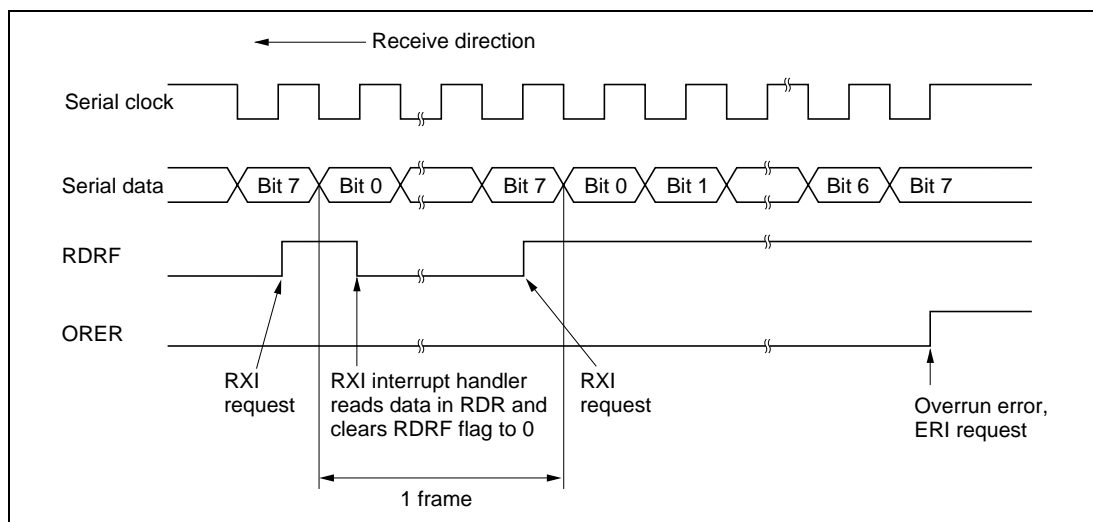 Receive direction
Serial clock
Serial data
Bit 7
Bit 0
Bit 7
Bit 0
Bit 1
Bit 6
Bit 7
RDRF
ORER
RXI
request
RXI interrupt handler
reads data in RDR and
clears RDRF flag to 0
RXI
request
Overrun error,
ERI request
1 frame